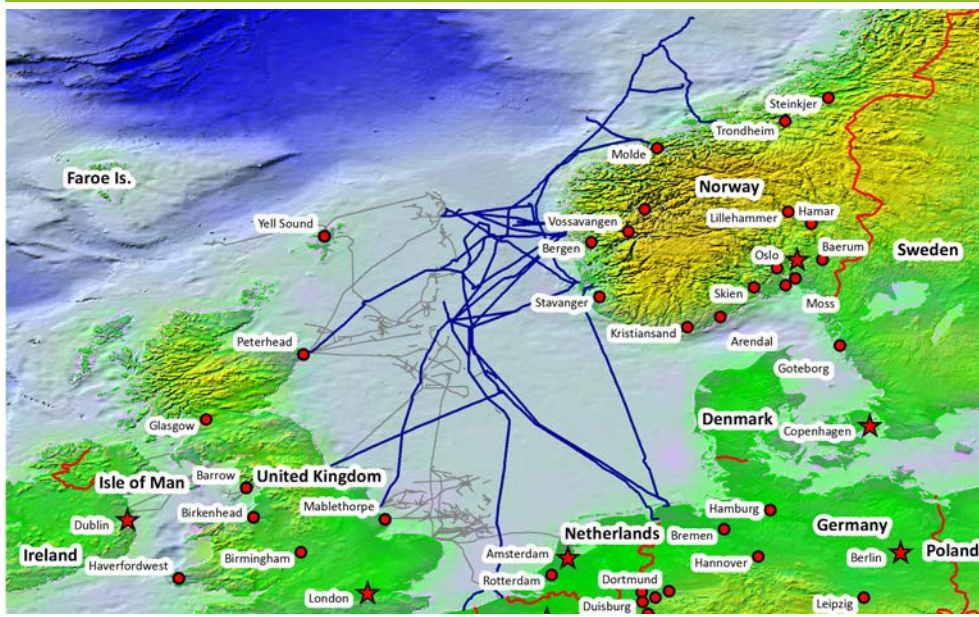 Steinkjer
Trondheim
Molde
Faroe Is.
Norway
Yell Sound
Vossavangen
Lillehammer
Hamar
Bergen
Oslo
Baerum
Sweden
Skien
Stavanger
Moss
Kristiansand
Peterhead
Arendal
Goteborg
Denmark
Glasgow
Copenhagen
Barrow
United Kingdom
Isle of Man
Mablethorpe
Hamburg
Birkenhead
Dublin
Netherlands
Bremen
Germany
Ireland
Birmingham
Amsterdam
Hannover
Berlin
Poland
Haverfordwest
Rotterdam
Dortmund
London
Duisburg
Leipzig